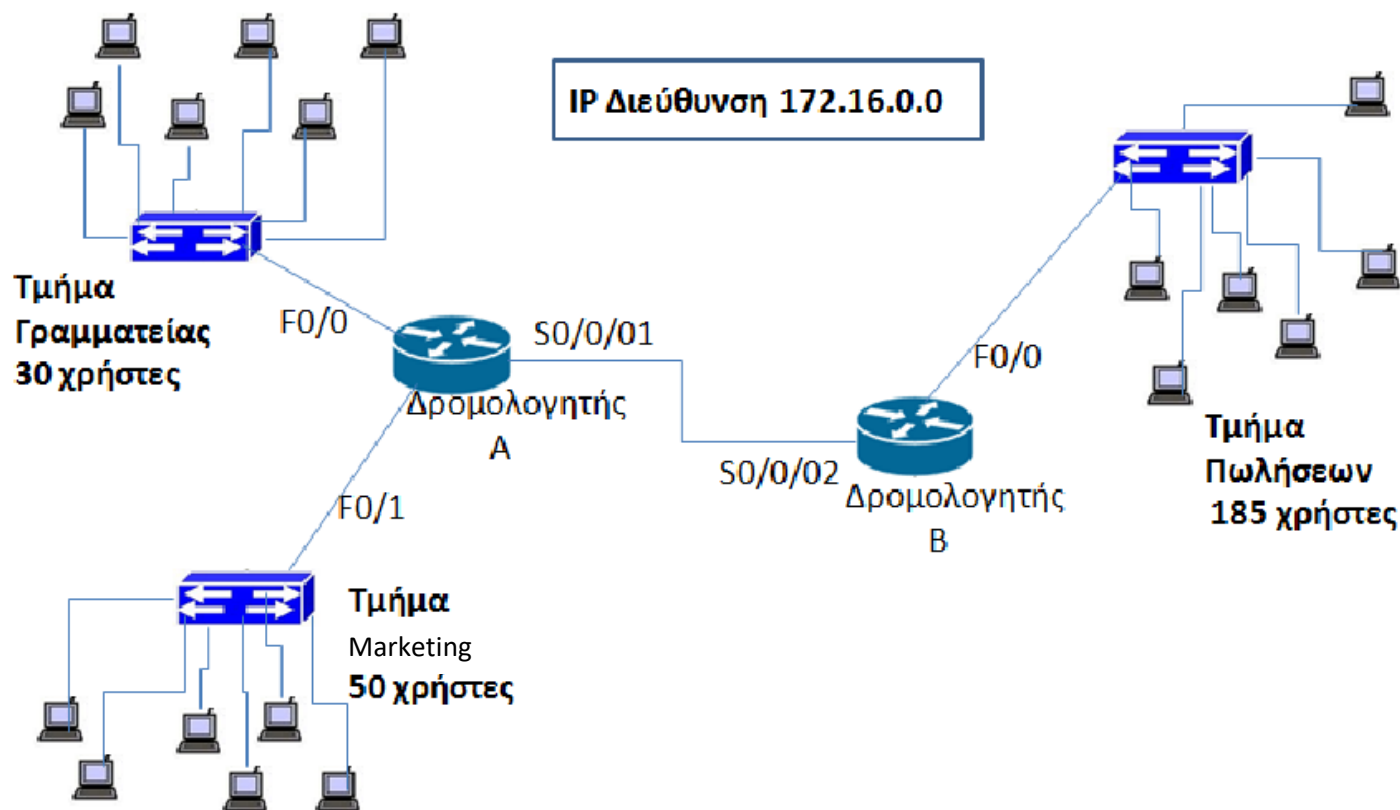 IP Διεύθυνση 172.16.0.0
Τμήμα
Γραμματείας
30 χρήστες
F0/0
S0/0/01
Δρομολογητής
A
F0/1
S0/0/02
Δρομολογητής
B
F0/0
Τμήμα
Πωλήσεων
185 χρήστες
Τμήμα
Marketing
50 χρήστες